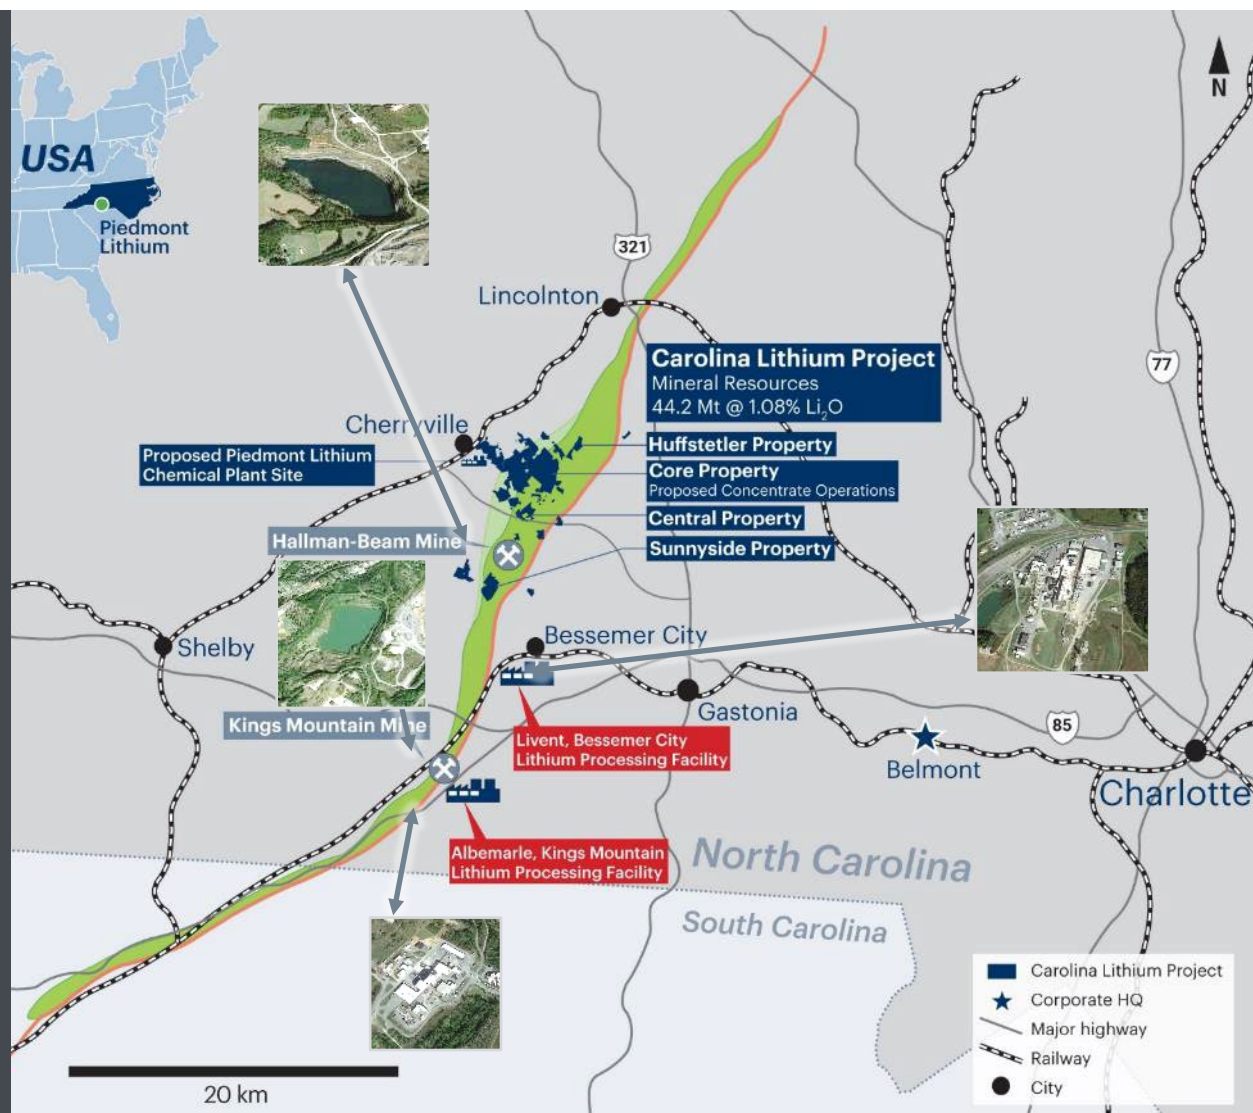 N
USA
Piedmont
Lithium
321
77
Lincolnton
Carolina Lithium Project
Mineral Resources
44.2 Mt @ 1.08% Li₂O
Cherryville
Huffstetler Property
Proposed Piedmont Lithium
Chemical Plant Site
Core Property
Proposed Concentrate Operations
Central Property
Hallman-Beam Mine
Sunnyside Property
Shelby
Bessemer City
Gastonia
Kings Mountain Mine
Livent, Bessemer City
Lithium Processing Facility
85
Belmont
Charlotte
Albemarle, Kings Mountain
Lithium Processing Facility
North Carolina
South Carolina
Carolina Lithium Project
Corporate HQ
Major highway
Railway
City
20 km